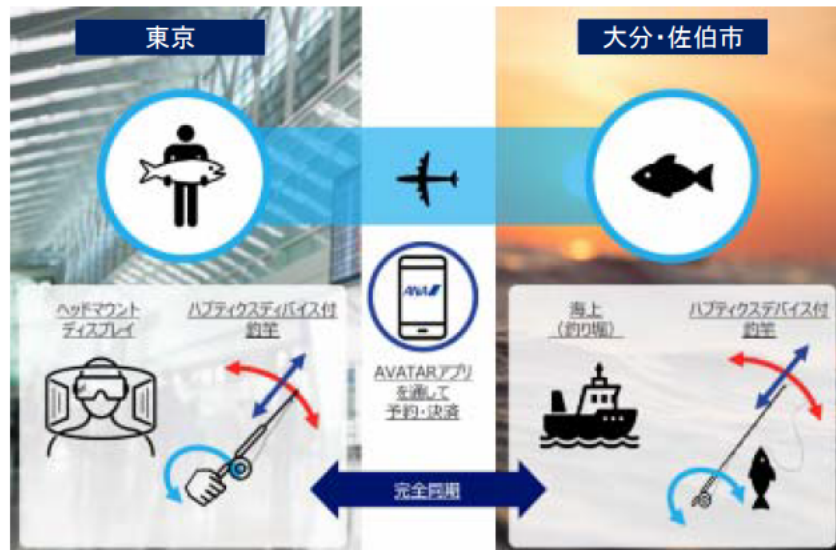 東京
大分・佐伯市
ヘッドマウント
ディスプレイ
ハプティクスディバイス付
釣竿
ANA
AVATARアプリ
を通して
予約・決済
海上
（釣り堀）
ハプティクスデバイス付
釣竿
完全同期